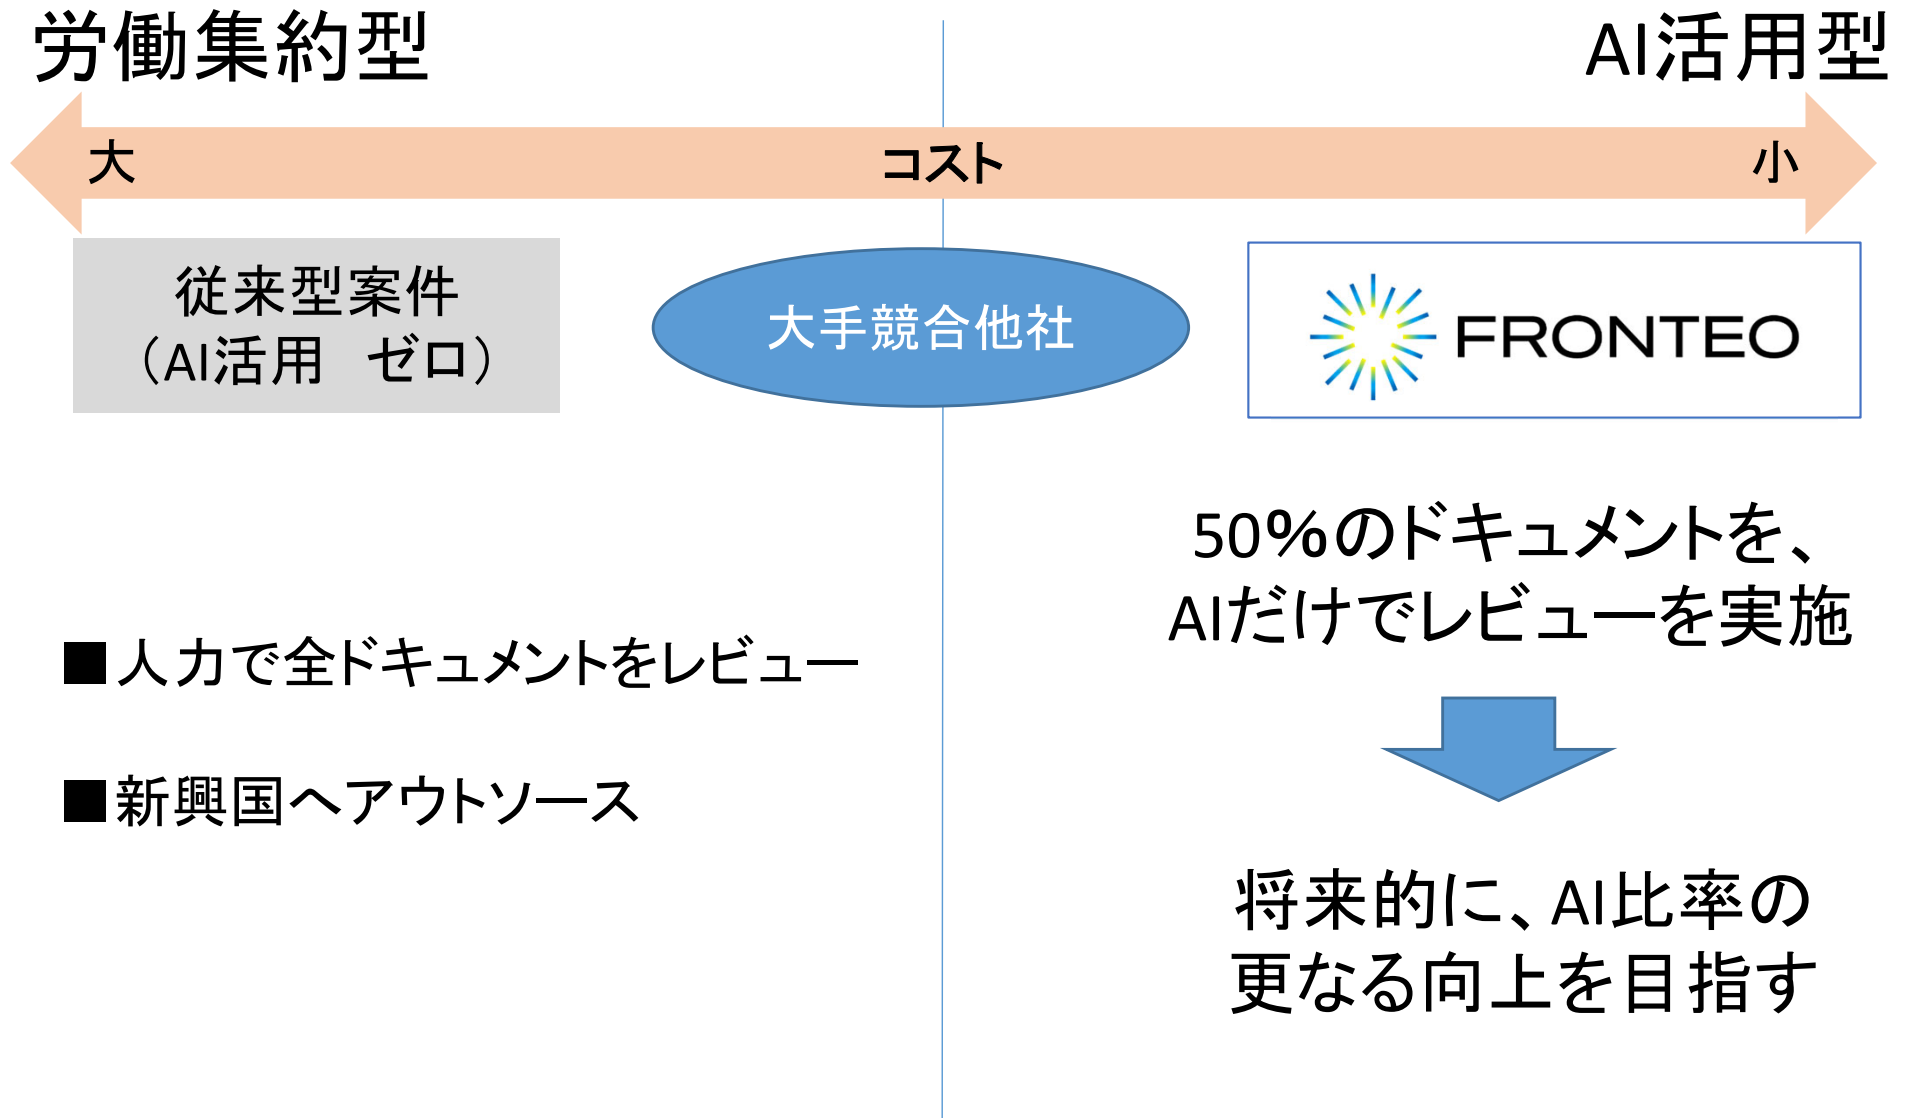 労働集約型
AI活用型
大
コスト
小
従来型案件
（AI活用　ゼロ）
大手競合他社
FRONTEO
■人力で全ドキュメントをレビュー
■新興国へアウトソース
50%のドキュメントを、
AIだけでレビューを実施
将来的に、AI比率の
更なる向上を目指す